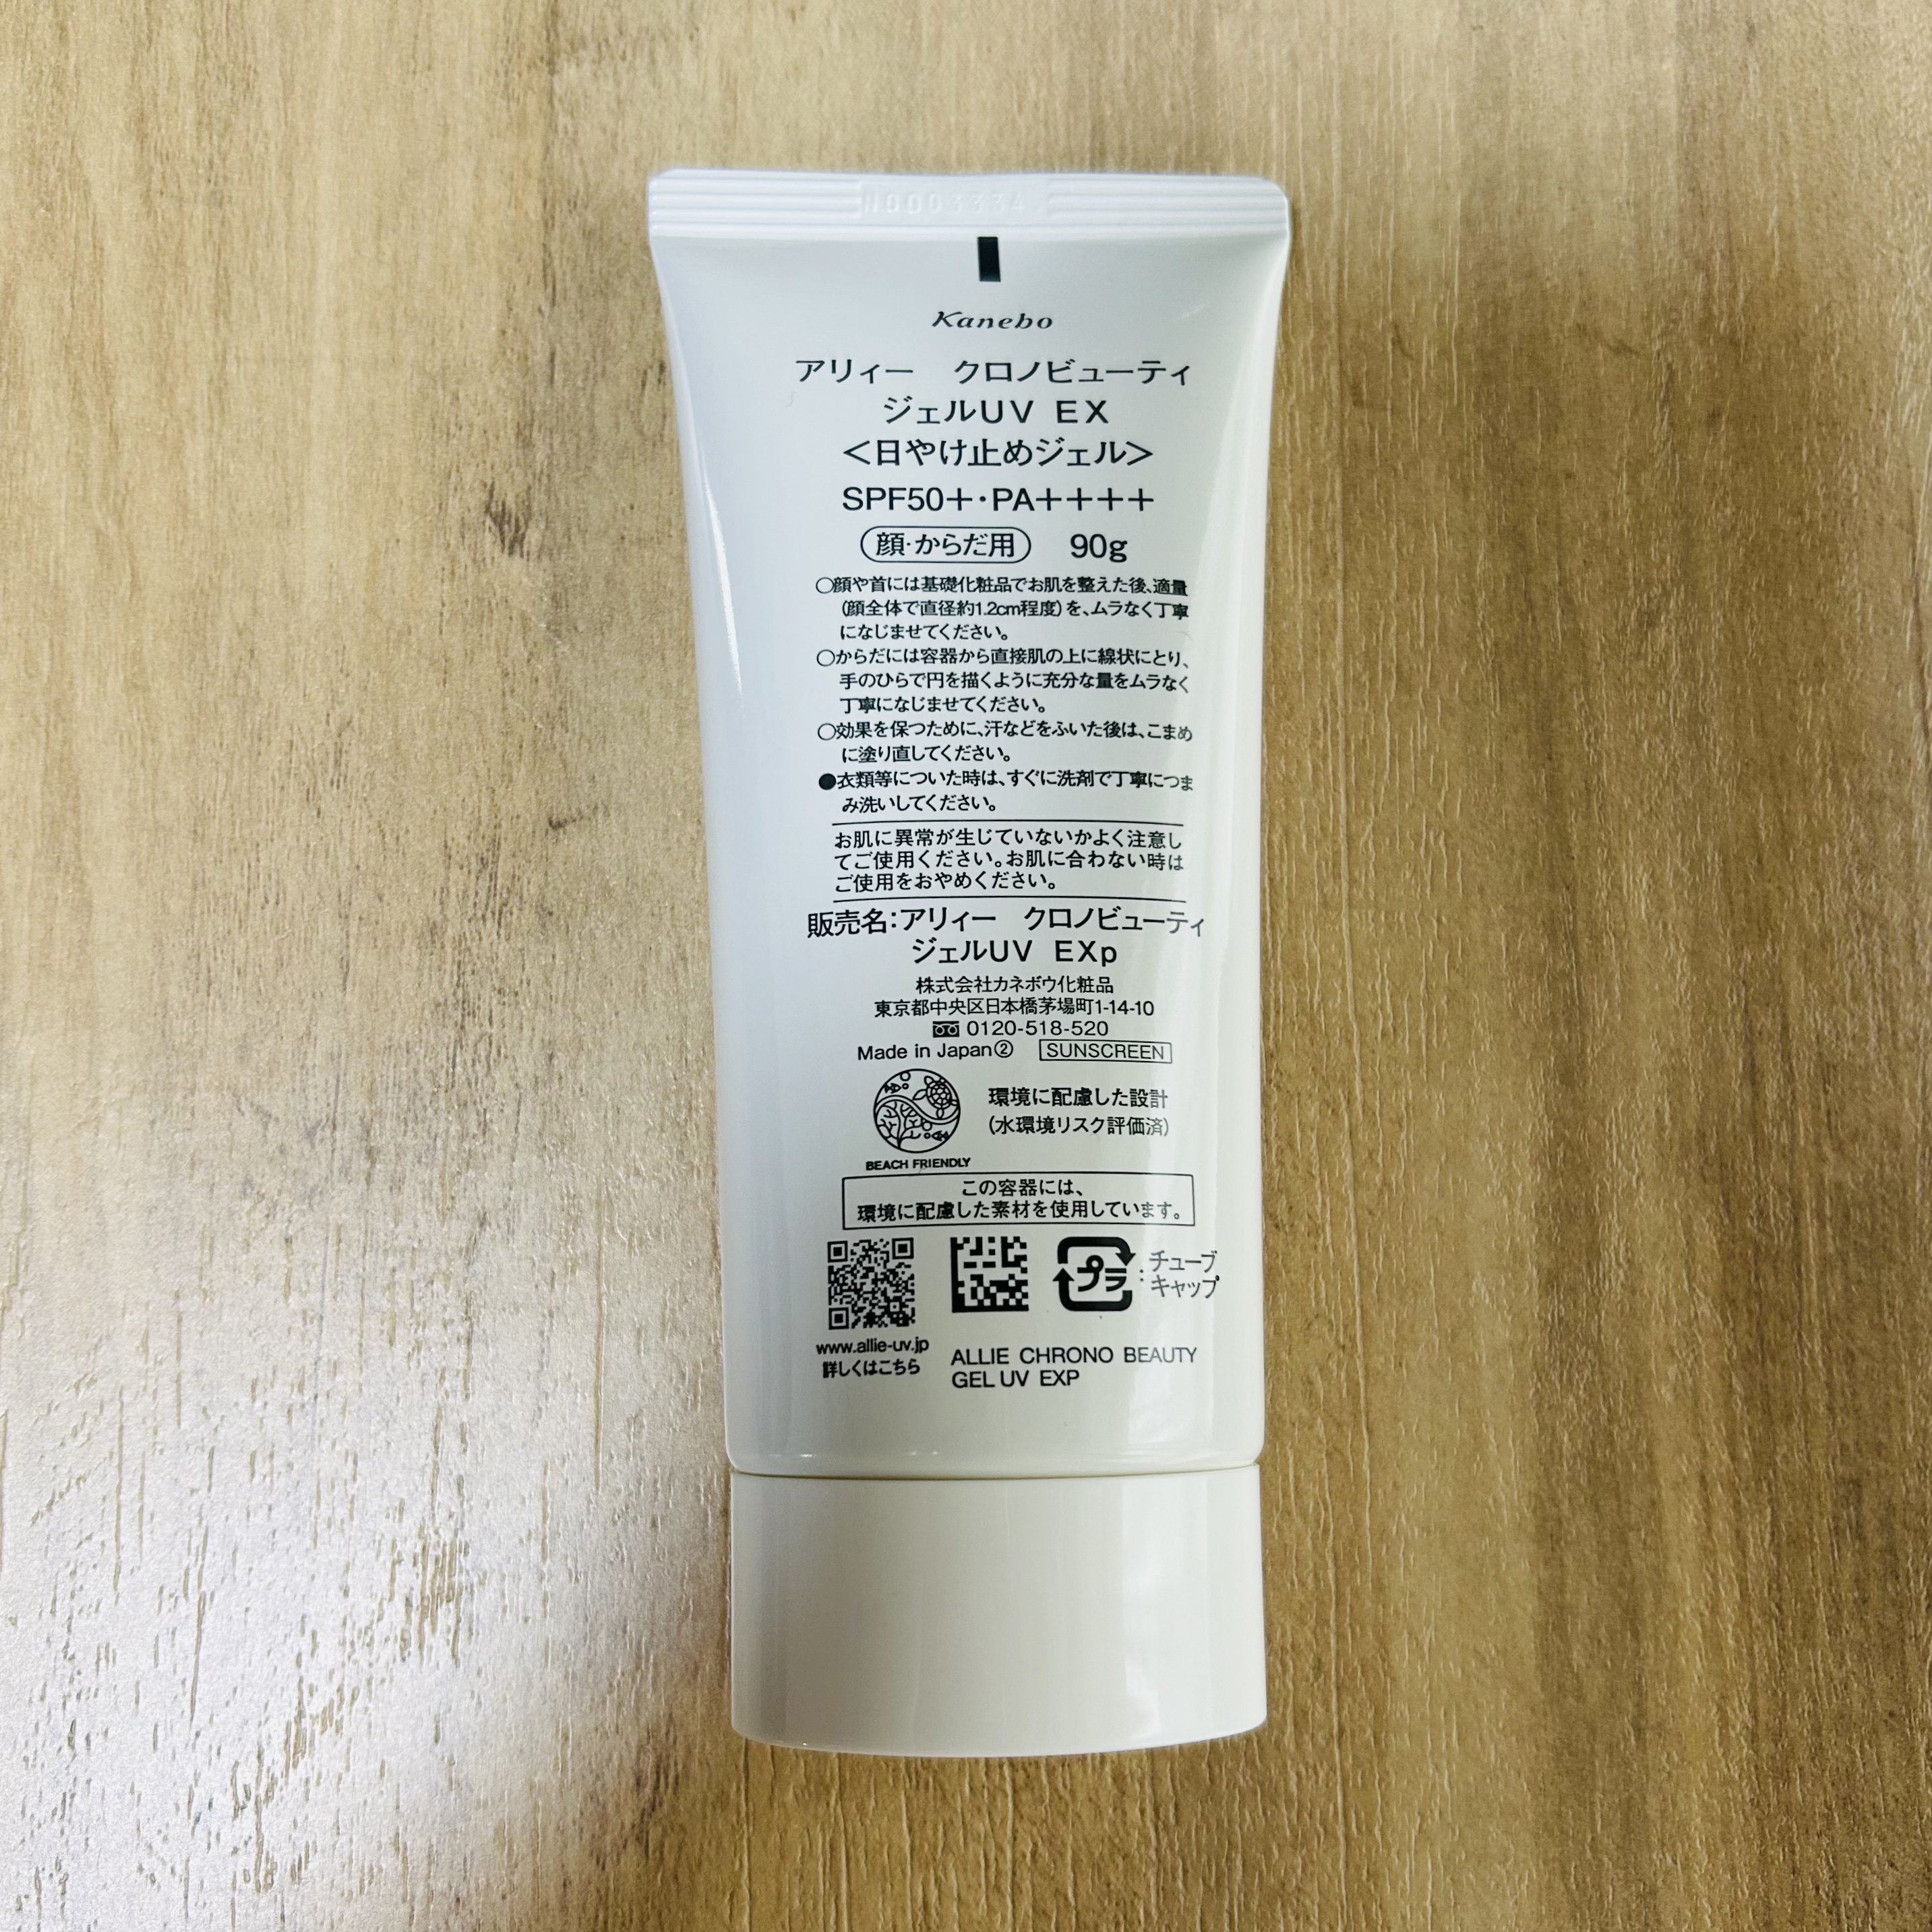 N0003334
Kanebo
アリィー　クロノビューティ
ジェルUV EX
＜日やけ止めジェル＞
SPF50＋・PA＋＋＋＋
顔・からだ用　90g
○顔や首には基礎化粧品でお肌を整えた後、適量
（顔全体で直径約1.2cm程度）を、ムラなく丁寧
になじませてください。
○からだには容器から直接肌の上に線状にとり、
手のひらで円を描くように充分な量をムラなく
丁寧になじませてください。
○効果を保つために、汗などをふいた後は、こまめ
に塗り直してください。
●衣類等についた時は、すぐに洗剤で丁寧につま
み洗いしてください。
お肌に異常が生じていないかよく注意し
てご使用ください。お肌に合わない時は
ご使用をおやめください。
販売名：アリィー　クロノビューティ
ジェルUV EXp
株式会社カネボウ化粧品
東京都中央区日本橋茅場町1-14-10
0120-518-520
Made in Japan② SUNSCREEN
環境に配慮した設計
（水環境リスク評価済）
BEACH FRIENDLY
この容器には、
環境に配慮した素材を使用しています。
プラ：チューブ
キャップ
www.allie-uv.jp
詳しくはこちら
ALLIE CHRONO BEAUTY
GEL UV EXP